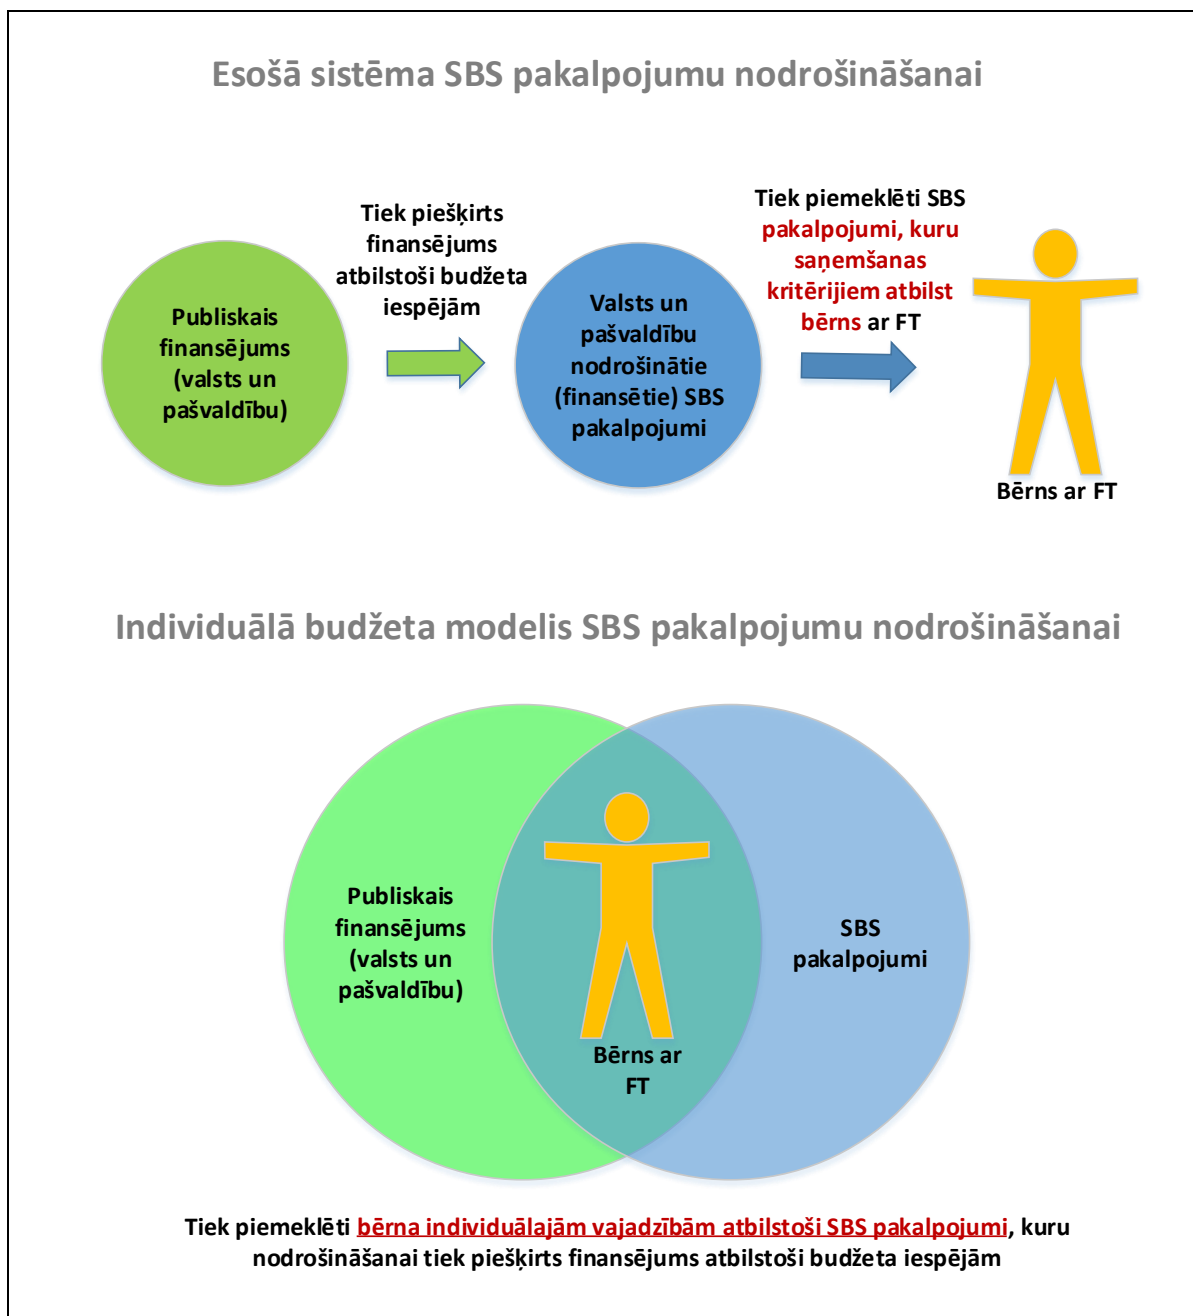 Esošā sistēma SBS pakalpojumu nodrošināšanai
Publiskais
finansējums
(valsts un
pašvaldību)
Tiek piešķirts
finansējums
atbilstoši budžeta
iespējām
Valsts un
pašvaldību
nodrošinātie
(finansētie) SBS
pakalpojumi
Tiek piemeklēti SBS
pakalpojumi, kuru
saņemšanas
kritērijiem atbilst
bērns ar FT
Bērns ar FT
Individuālā budžeta modelis SBS pakalpojumu nodrošināšanai
Publiskais
finansējums
(valsts un
pašvaldību)
Bērns ar
FT
SBS
pakalpojumi
Tiek piemeklēti bērna individuālajām vajadzībām atbilstoši SBS pakalpojumi, kuru
nodrošināšanai tiek piešķirts finansējums atbilstoši budžeta iespējām